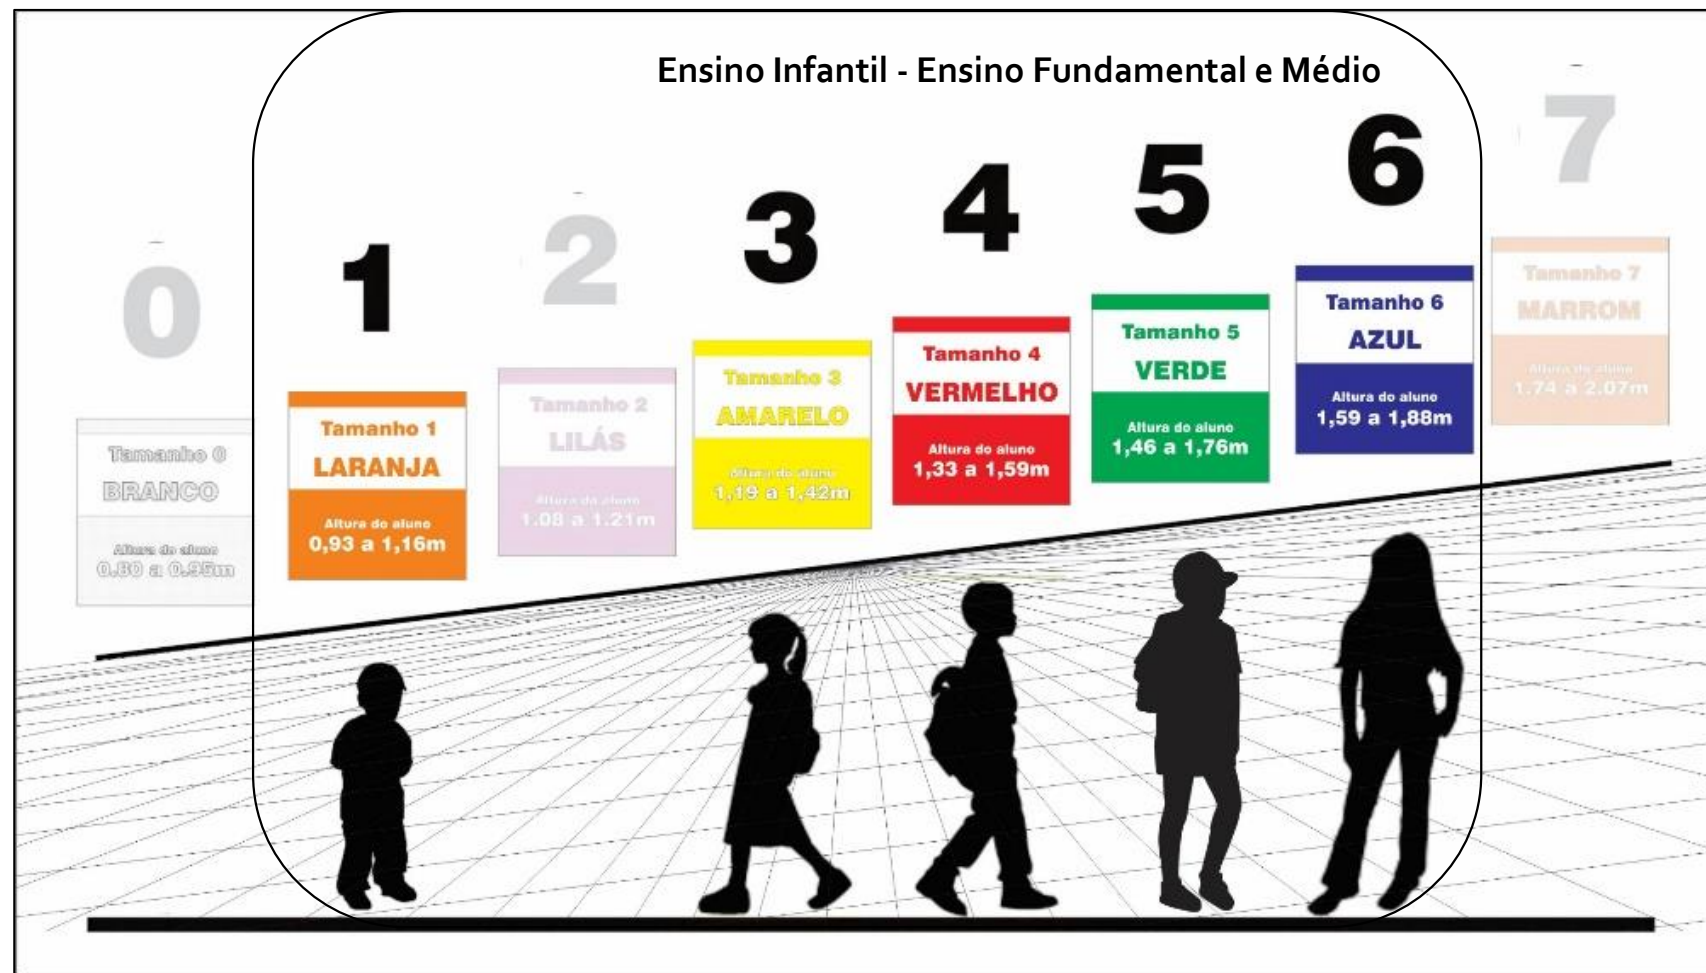 Ensino Infantil - Ensino Fundamental e Médio
0
Tamanho 0
BRANCO
Altura do aluno
0.80 a 0.95m
1
Tamanho 1
LARANJA
Altura do aluno
0,93 a 1,16m
2
Tamanho 2
LILÁS
Altura do aluno
1.08 a 1.21m
3
Tamanho 3
AMARELO
Altura do aluno
1,19 a 1,42m
4
Tamanho 4
VERMELHO
Altura do aluno
1,33 a 1,59m
5
Tamanho 5
VERDE
Altura do aluno
1,46 a 1,76m
6
Tamanho 6
AZUL
Altura do aluno
1,59 a 1,88m
7
Tamanho 7
MARROM
Altura do aluno
1.74 a 2.07m